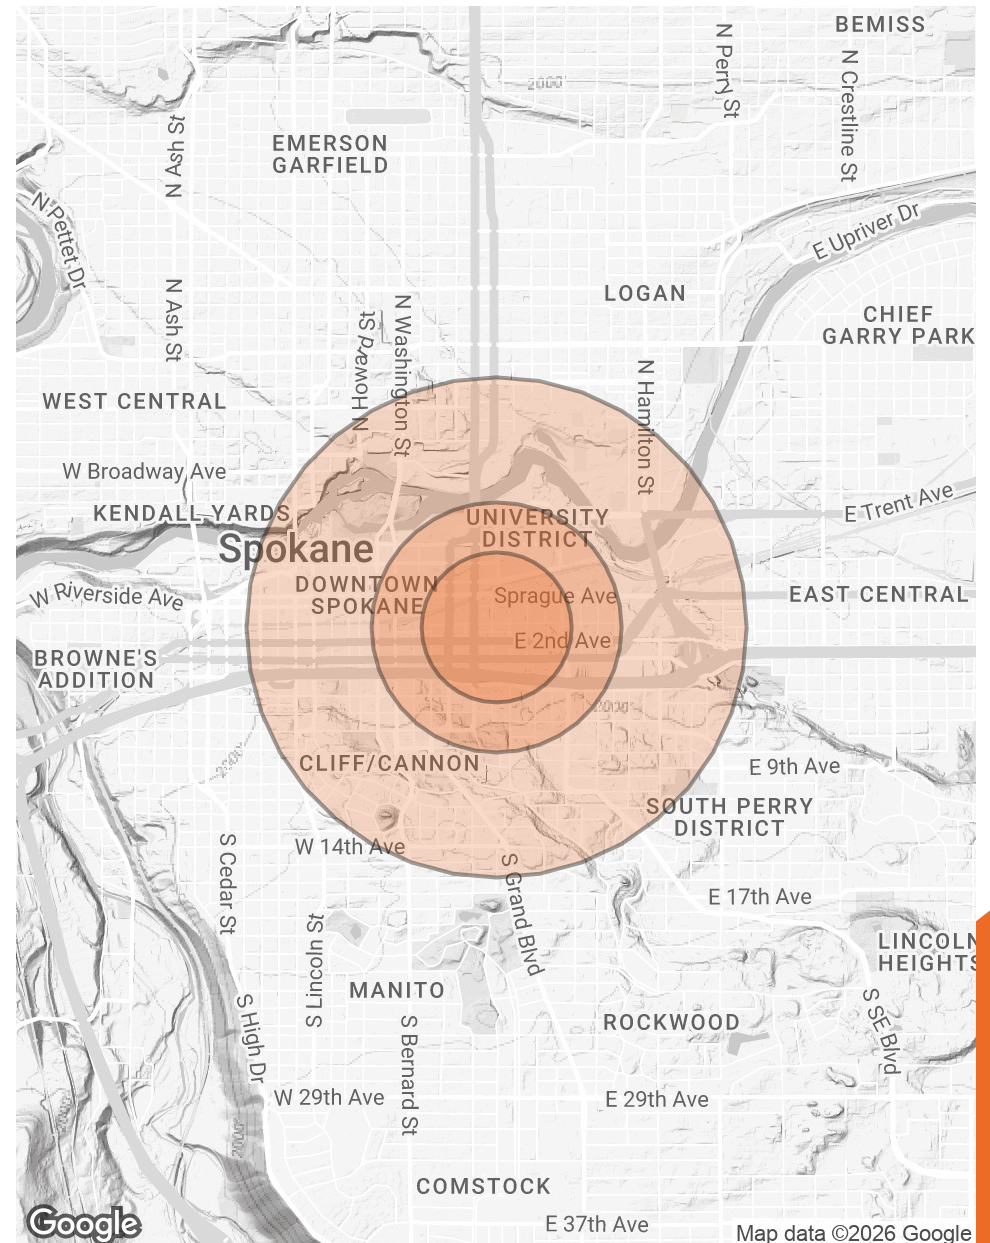 BEMISS
N Perry St
N Crestline St
2000
N Ash St
EMERSON
GARFIELD
N Pettet Dr
E Upriver Dr
N Ash St
LOGAN
N Washington St
N Howard St
CHIEF
GARRY PARK
N Hamilton St
WEST CENTRAL
W Broadway Ave
E Trent Ave
KENDALL YARDS
UNIVERSITY
DISTRICT
Spokane
DOWNTOWN
SPOKANE
W Riverside Ave
Sprague Ave
EAST CENTRAL
E 2nd Ave
BROWNE'S
ADDITION
2000
CLIFF/CANNON
2000
E 9th Ave
SOUTH PERRY
DISTRICT
W 14th Ave
S Cedar St
S Grand Blvd
E 17th Ave
S Lincoln St
LINCOLN
HEIGHTS
MANITO
S High Dr
S Bernard St
ROCKWOOD
S SE Blvd
W 29th Ave
E 29th Ave
2000
COMSTOCK
Google
E 37th Ave
Map data ©2026 Google